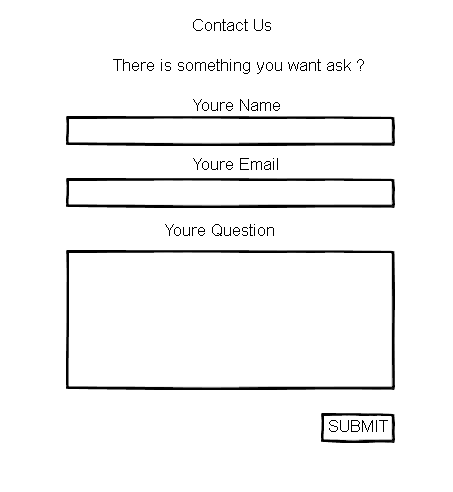 Contact Us
There is something you want ask ?
Youre Name
Youre Email
Youre Question
SUBMIT